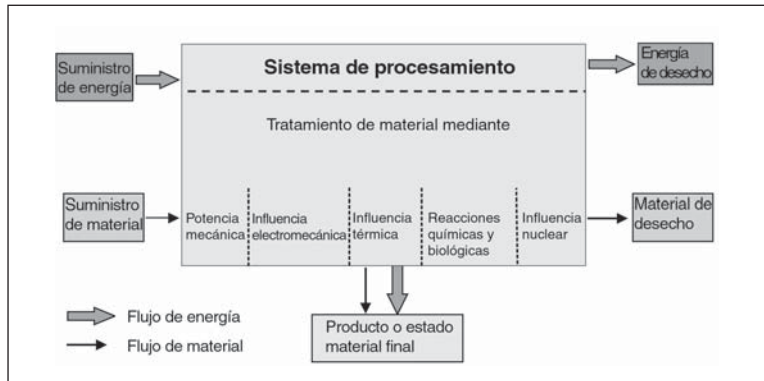 Suministro
de energía
Sistema de procesamiento
Energía
de desecho
Tratamiento de material mediante
Suministro
de material
Potencia
mecánica
Influencia
electromecánica
Influencia
térmica
Reacciones
químicas y
biológicas
Influencia
nuclear
Material de
desecho
Flujo de energía
Flujo de material
Producto o estado
material final